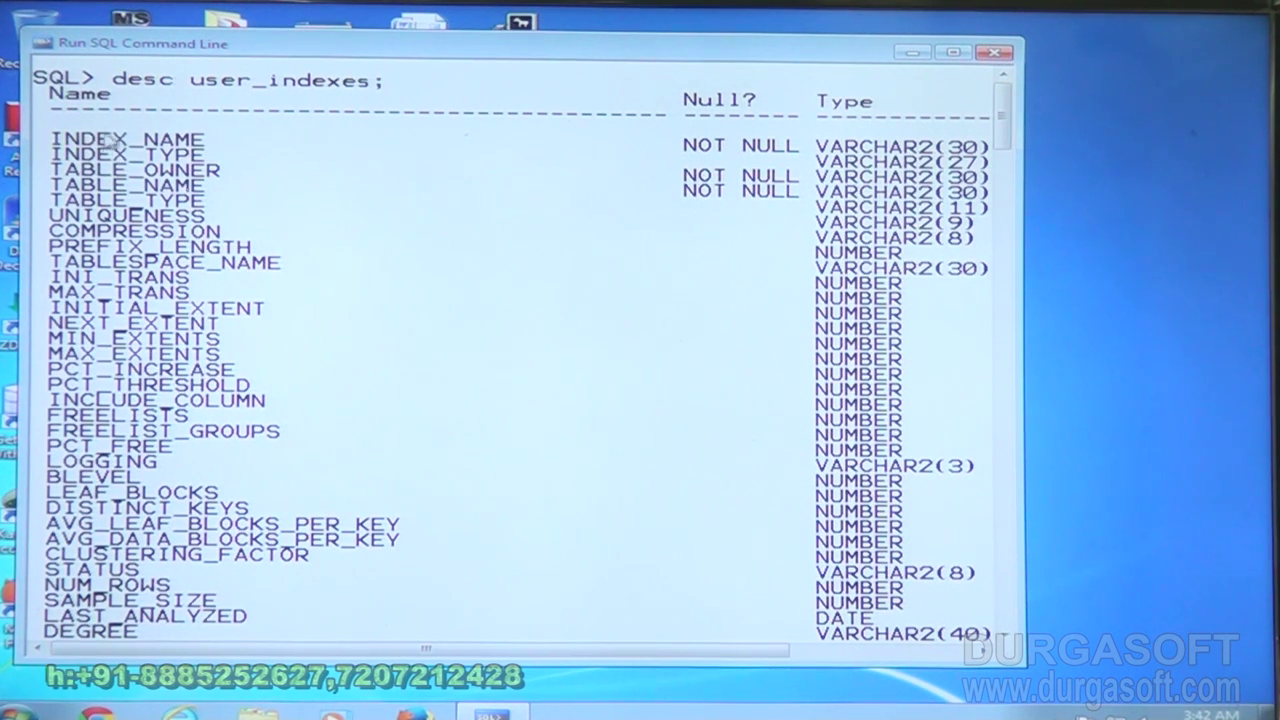 MS
Run SQL Command Line
SQL> desc user_indexes;
Name Null? Type
INDEX_NAME NOT NULL VARCHAR2(30)
INDEX_TYPE VARCHAR2(27)
TABLE_OWNER NOT NULL VARCHAR2(30)
TABLE_NAME NOT NULL VARCHAR2(30)
TABLE_TYPE VARCHAR2(11)
UNIQUENESS VARCHAR2(9)
COMPRESSION VARCHAR2(8)
PREFIX_LENGTH NUMBER
TABLESPACE_NAME VARCHAR2(30)
INI_TRANS NUMBER
MAX_TRANS NUMBER
INITIAL_EXTENT NUMBER
NEXT_EXTENT NUMBER
MIN_EXTENTS NUMBER
MAX_EXTENTS NUMBER
PCT_INCREASE NUMBER
PCT_THRESHOLD NUMBER
INCLUDE_COLUMN NUMBER
FREELISTS NUMBER
FREELIST_GROUPS NUMBER
PCT_FREE NUMBER
LOGGING VARCHAR2(3)
BLEVEL NUMBER
LEAF_BLOCKS NUMBER
DISTINCT_KEYS NUMBER
AVG_LEAF_BLOCKS_PER_KEY NUMBER
AVG_DATA_BLOCKS_PER_KEY NUMBER
CLUSTERING_FACTOR NUMBER
STATUS VARCHAR2(8)
NUM_ROWS NUMBER
SAMPLE_SIZE NUMBER
LAST_ANALYZED DATE
DEGREE VARCHAR2(40)
DURGASOFT
h:+91-8885252627,7207212428
www.durgasoft.com
3:42 AM